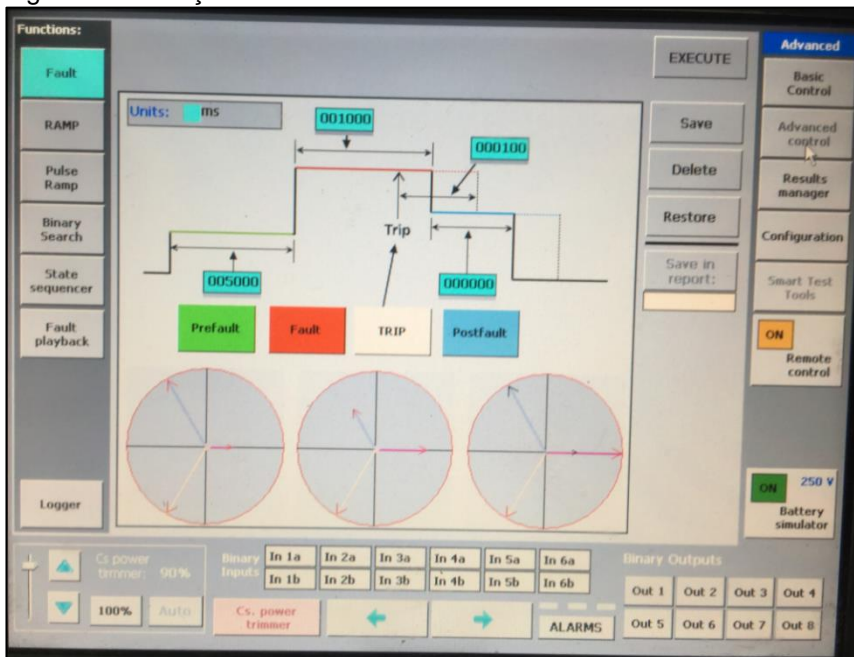 Functions:
Fault
RAMP
Pulse
Ramp
Binary
Search
State
sequencer
Fault
playback
Logger
Units: ms
001000
000100
Trip
005000
000000
Prefault
Fault
TRIP
Postfault
EXECUTE
Save
Delete
Restore
Save in
report:
Advanced
Basic
Control
Advanced
control
Results
manager
Configuration
Smart Test
Tools
ON
Remote
control
ON 250 V
Battery
simulator
Cs power
trimmer: 90%
100%
Auto
Binary
Inputs
In 1a In 2a In 3a In 4a In 5a In 6a
In 1b In 2b In 3b In 4b In 5b In 6b
Cs. power
trimmer
ALARMS
Binary Outputs
Out 1 Out 2 Out 3 Out 4
Out 5 Out 6 Out 7 Out 8